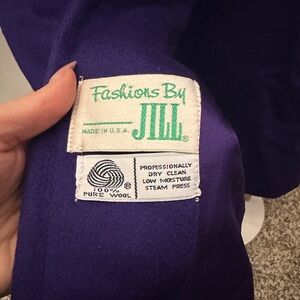 Fashions By
MADE IN U.S.A. JILL®
®
100%
PURE WOOL
PROFESSIONALLY
DRY CLEAN
LOW MOISTURE
STEAM PRESS